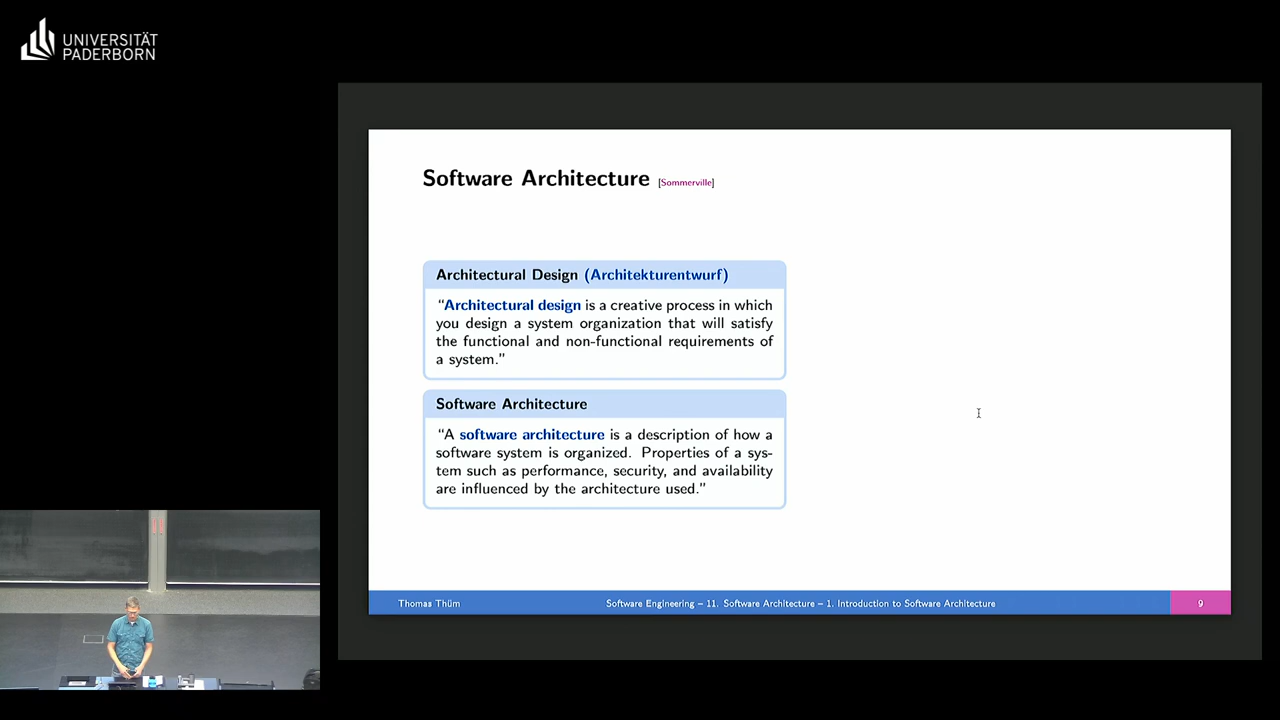 UNIVERSITÄT
PADERBORN
Software Architecture [Sommerville]
Architectural Design (Architekturentwurf)
“Architectural design is a creative process in which
you design a system organization that will satisfy
the functional and non-functional requirements of
a system.”
Software Architecture
“A software architecture is a description of how a
software system is organized. Properties of a sys-
tem such as performance, security, and availability
are influenced by the architecture used.”
Thomas Thüm
Software Engineering – 11. Software Architecture – 1. Introduction to Software Architecture
9